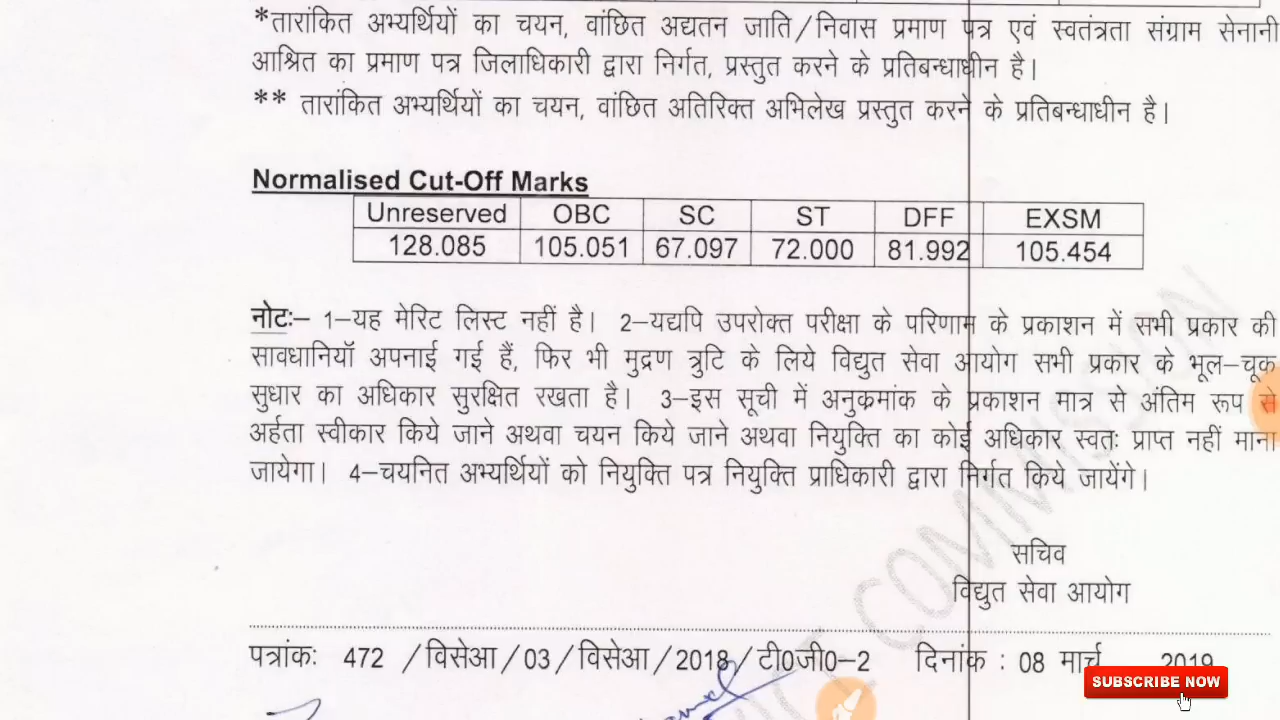 *तारांकित अभ्यर्थियों का चयन, वांछित अद्यतन जाति/निवास प्रमाण पत्र एवं स्वतंत्रता संग्राम सेनानी
आश्रित का प्रमाण पत्र जिलाधिकारी द्वारा निर्गत, प्रस्तुत करने के प्रतिबन्धाधीन है।
** तारांकित अभ्यर्थियों का चयन, वांछित अतिरिक्त अभिलेख प्रस्तुत करने के प्रतिबन्धाधीन है।
Normalised Cut-Off Marks
Unreserved OBC SC ST DFF EXSM
128.085 105.051 67.097 72.000 81.992 105.454
नोटः– 1–यह मेरिट लिस्ट नहीं है। 2–यद्यपि उपरोक्त परीक्षा के परिणाम के प्रकाशन में सभी प्रकार की
सावधानियॉ अपनाई गई हैं, फिर भी मुद्रण त्रुटि के लिये विद्युत सेवा आयोग सभी प्रकार के भूल–चूक
सुधार का अधिकार सुरक्षित रखता है। 3–इस सूची में अनुक्रमांक के प्रकाशन मात्र से अंतिम रूप से
अर्हता स्वीकार किये जाने अथवा चयन किये जाने अथवा नियुक्ति का कोई अधिकार स्वतः प्राप्त नहीं माना
जायेगा। 4–चयनित अभ्यर्थियों को नियुक्ति पत्र नियुक्ति प्राधिकारी द्वारा निर्गत किये जायेंगे।
सचिव
विद्युत सेवा आयोग
पत्रांकः 472 /विसेआ/03/विसेआ/2018/टी0जी0–2 दिनांक : 08 मार्च 2019
SUBSCRIBE NOW
COMMISSION